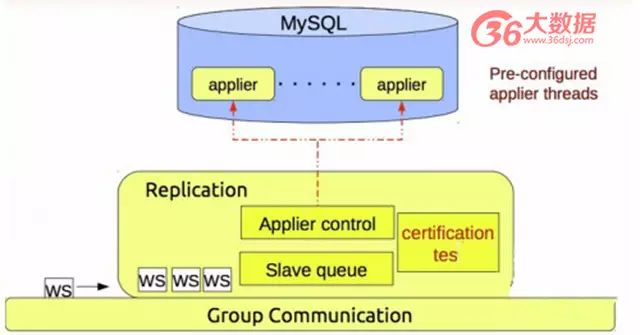 MySQL
36大数据
www.36dsj.com
applier
applier
Pre-configured
applier threads
Replication
Applier control
certification
tes
Slave queue
WS
WS
WS
WS
Group Communication